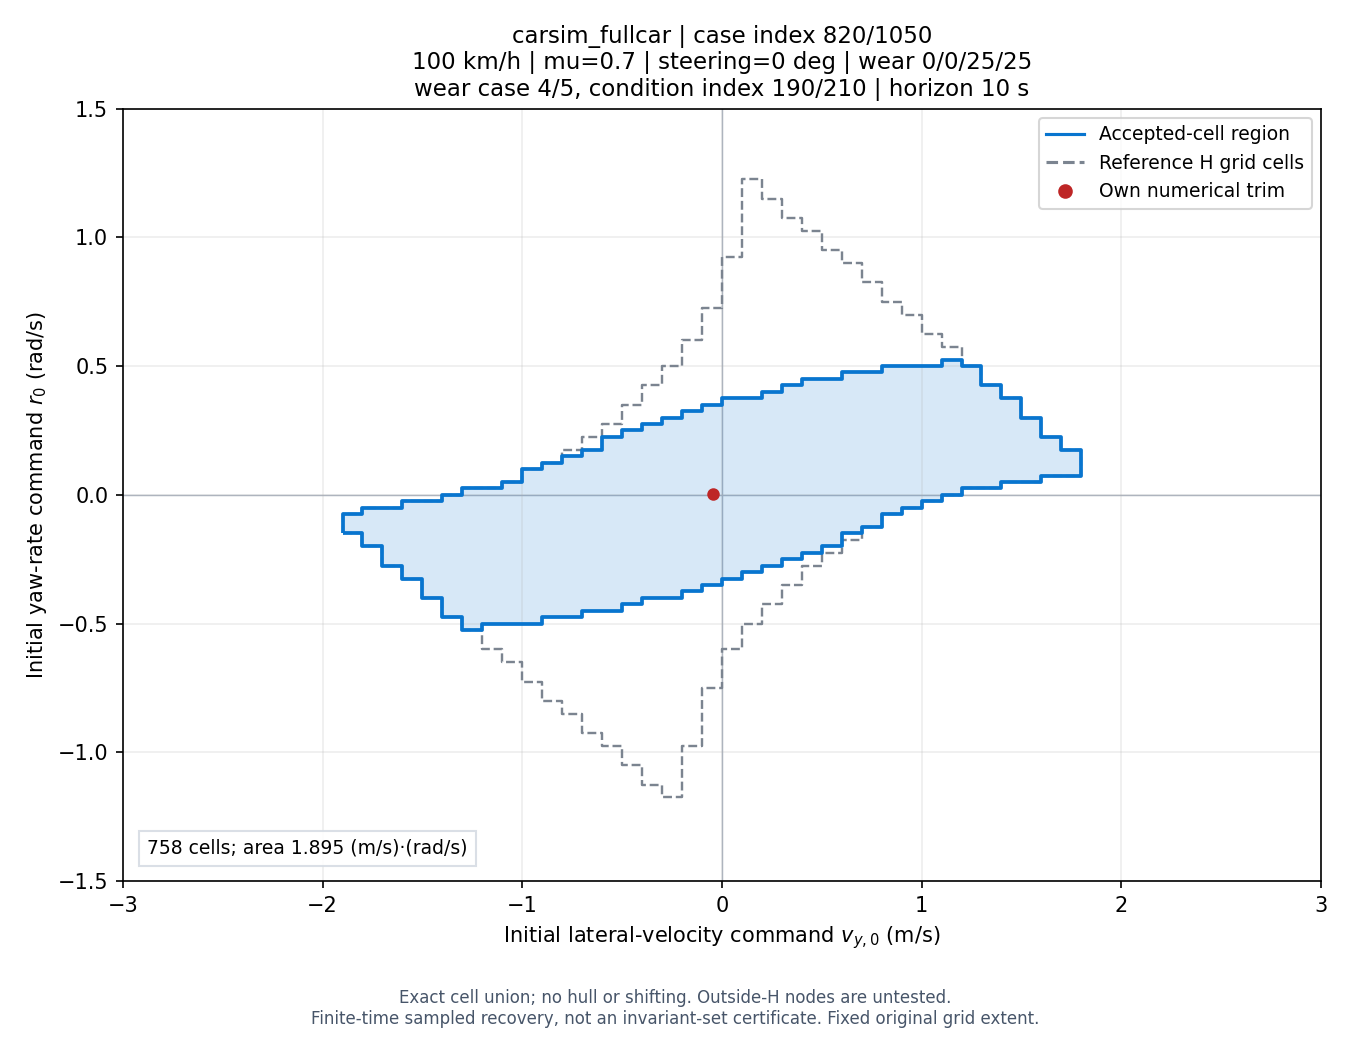 carsim_fullcar | case index 820/1050
100 km/h | mu=0.7 | steering=0 deg | wear 0/0/25/25
wear case 4/5, condition index 190/210 | horizon 10 s
Accepted-cell region
Reference H grid cells
Own numerical trim
1.5
1.0
0.5
0.0
−0.5
−1.0
−1.5
Initial yaw-rate command r₀ (rad/s)
758 cells; area 1.895 (m/s)·(rad/s)
−3
−2
−1
0
1
2
3
Initial lateral-velocity command v_{y,0} (m/s)
Exact cell union; no hull or shifting. Outside-H nodes are untested.
Finite-time sampled recovery, not an invariant-set certificate. Fixed original grid extent.